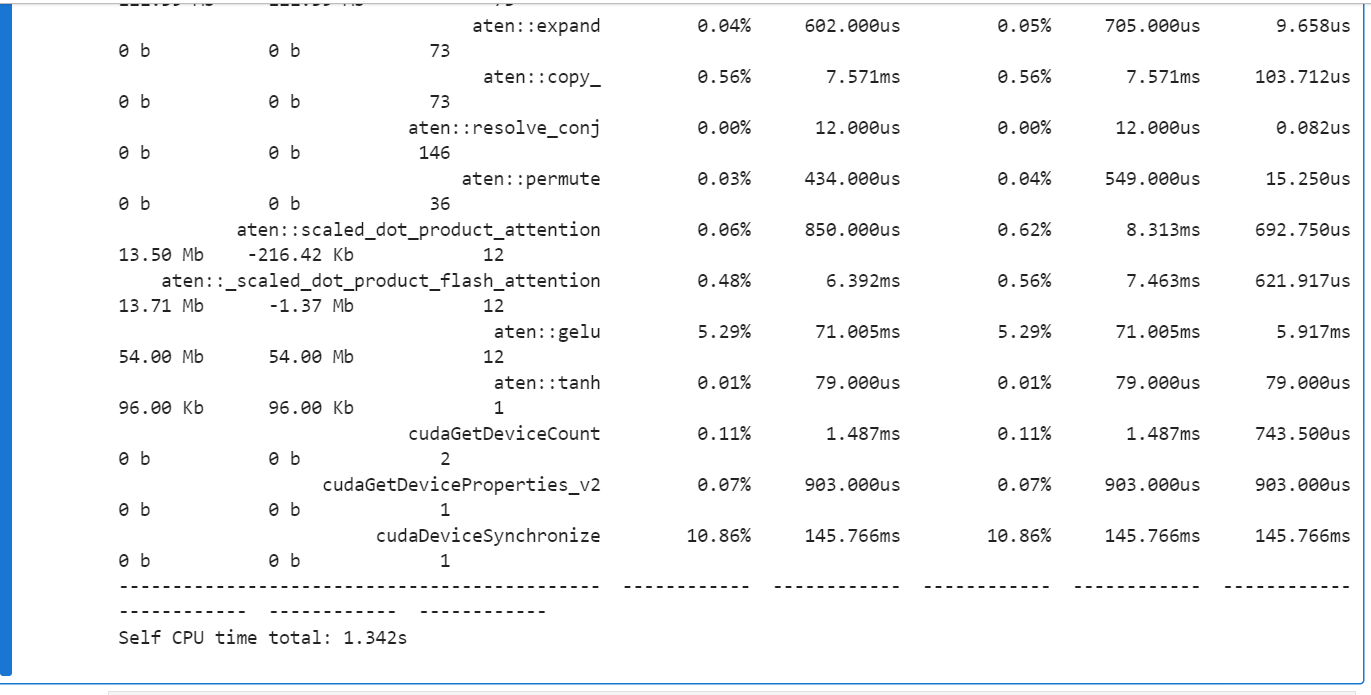 aten::expand 0.04% 602.000us 0.05% 705.000us 9.658us
0 b 0 b 73
aten::copy_ 0.56% 7.571ms 0.56% 7.571ms 103.712us
0 b 0 b 73
aten::resolve_conj 0.00% 12.000us 0.00% 12.000us 0.082us
0 b 0 b 146
aten::permute 0.03% 434.000us 0.04% 549.000us 15.250us
0 b 0 b 36
aten::scaled_dot_product_attention 0.06% 850.000us 0.62% 8.313ms 692.750us
13.50 Mb -216.42 Kb 12
aten::_scaled_dot_product_flash_attention 0.48% 6.392ms 0.56% 7.463ms 621.917us
13.71 Mb -1.37 Mb 12
aten::gelu 5.29% 71.005ms 5.29% 71.005ms 5.917ms
54.00 Mb 54.00 Mb 12
aten::tanh 0.01% 79.000us 0.01% 79.000us 79.000us
96.00 Kb 96.00 Kb 1
cudaGetDeviceCount 0.11% 1.487ms 0.11% 1.487ms 743.500us
0 b 0 b 2
cudaGetDeviceProperties_v2 0.07% 903.000us 0.07% 903.000us 903.000us
0 b 0 b 1
cudaDeviceSynchronize 10.86% 145.766ms 10.86% 145.766ms 145.766ms
0 b 0 b 1
--------------------------------------------- ------------ ------------ ------------ ------------ ------------
------------ ------------ ------------
Self CPU time total: 1.342s